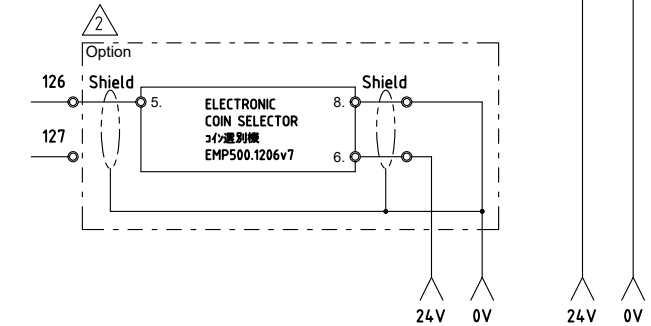 2
Option
126 Shield Shield
5. ELECTRONIC 8.
COIN SELECTOR
127 コイン選別機
EMP500.1206v7 6.
24V 0V 24V 0V